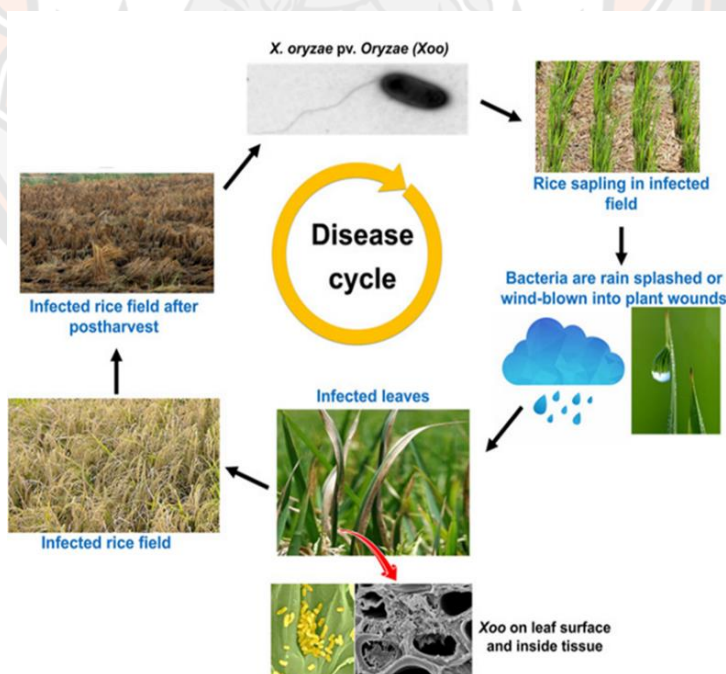 X. oryzae pv. Oryzae (Xoo)
Rice sapling in infected
field
Bacteria are rain splashed or
wind-blown into plant wounds
Disease
cycle
Infected leaves
Xoo on leaf surface
and inside tissue
Infected rice field
Infected rice field after
postharvest